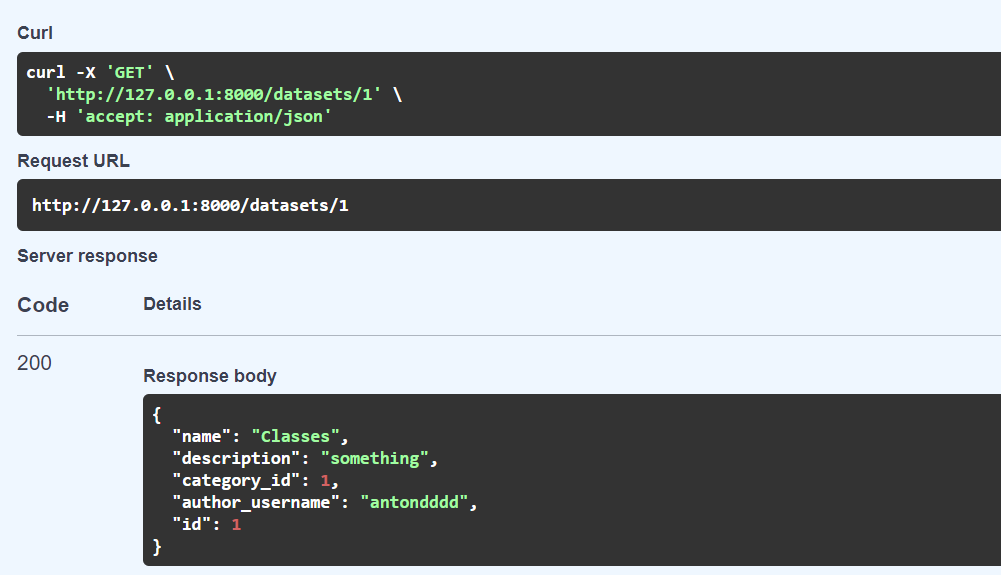 Curl
curl -X 'GET' \
'http://127.0.0.1:8000/datasets/1' \
-H 'accept: application/json'
Request URL
http://127.0.0.1:8000/datasets/1
Server response
Code Details
200
Response body
{
"name": "Classes",
"description": "something",
"category_id": 1,
"author_username": "antondddd",
"id": 1
}